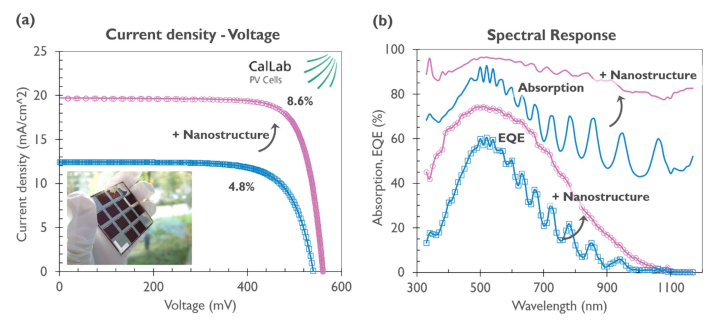 (a)
Current density - Voltage
25
20
15
10
5
0
0
200
400
600
Current density (mA/cm^2)
Voltage (mV)
CalLab
PV Cells
8.6%
+ Nanostructure
4.8%
(b)
Spectral Response
100
80
60
40
20
0
300
500
700
900
1100
Absorption, EQE (%)
Wavelength (nm)
+ Nanostructure
Absorption
EQE
+ Nanostructure